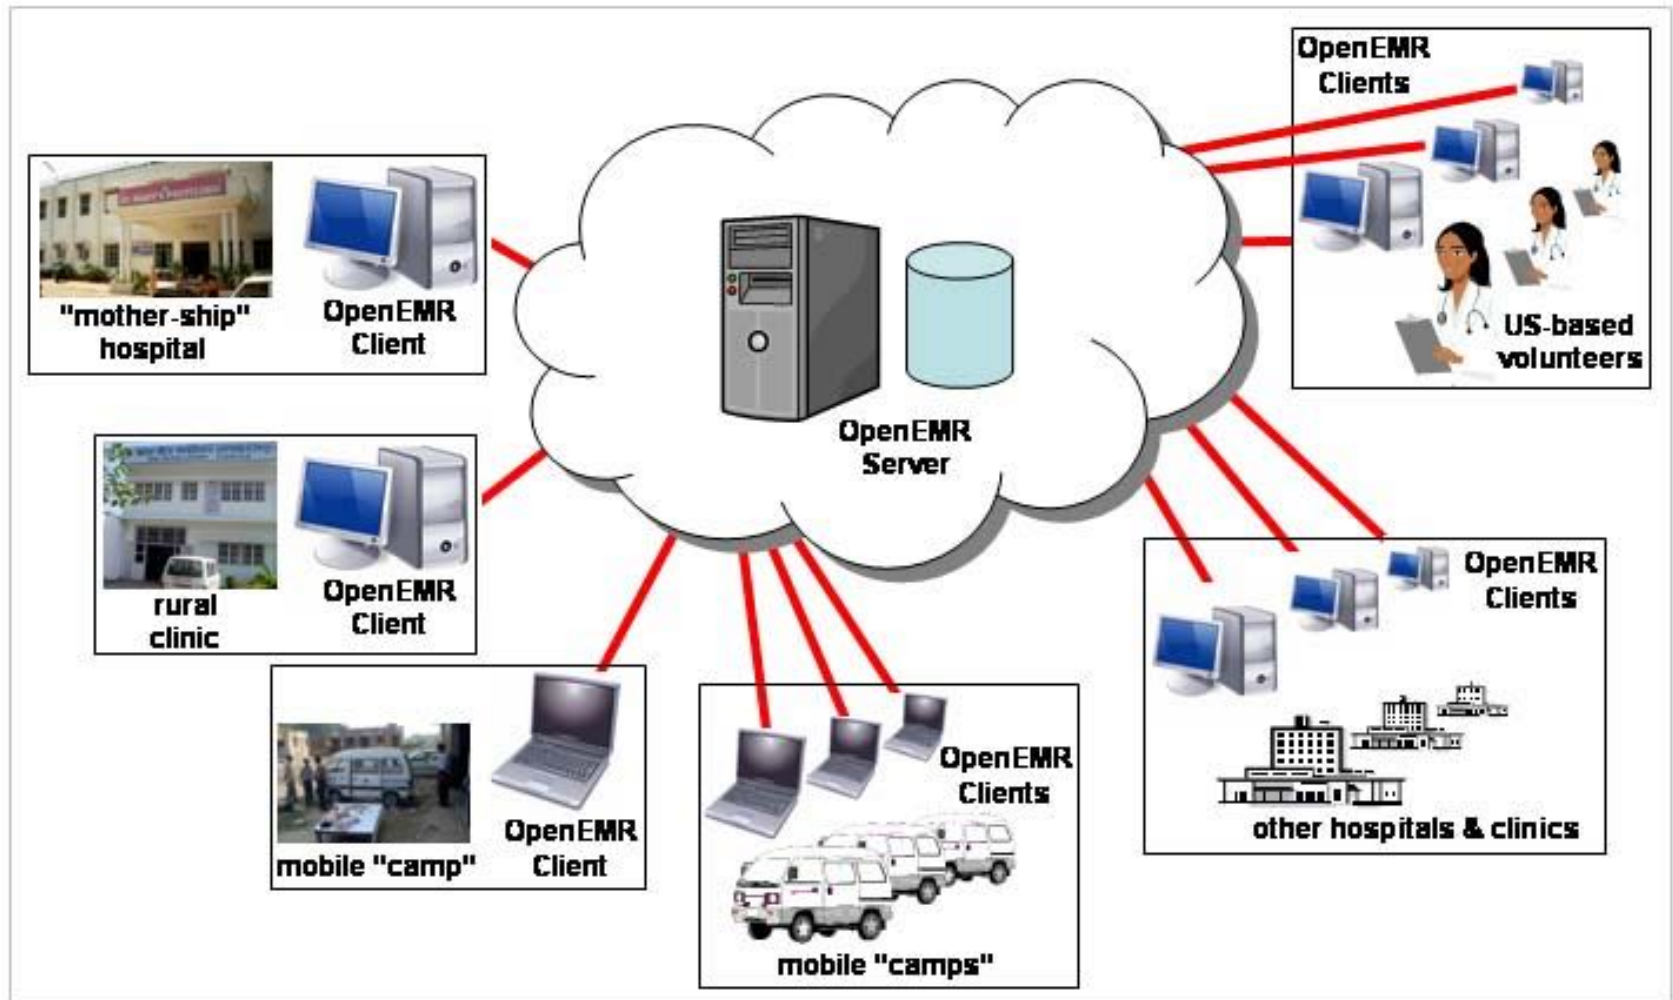 OpenEMR
Clients
US-based
volunteers
"mother-ship"
hospital
OpenEMR
Client
OpenEMR
Server
rural
clinic
OpenEMR
Client
mobile "camp"
OpenEMR
Client
OpenEMR
Clients
mobile "camps"
OpenEMR
Clients
other hospitals & clinics